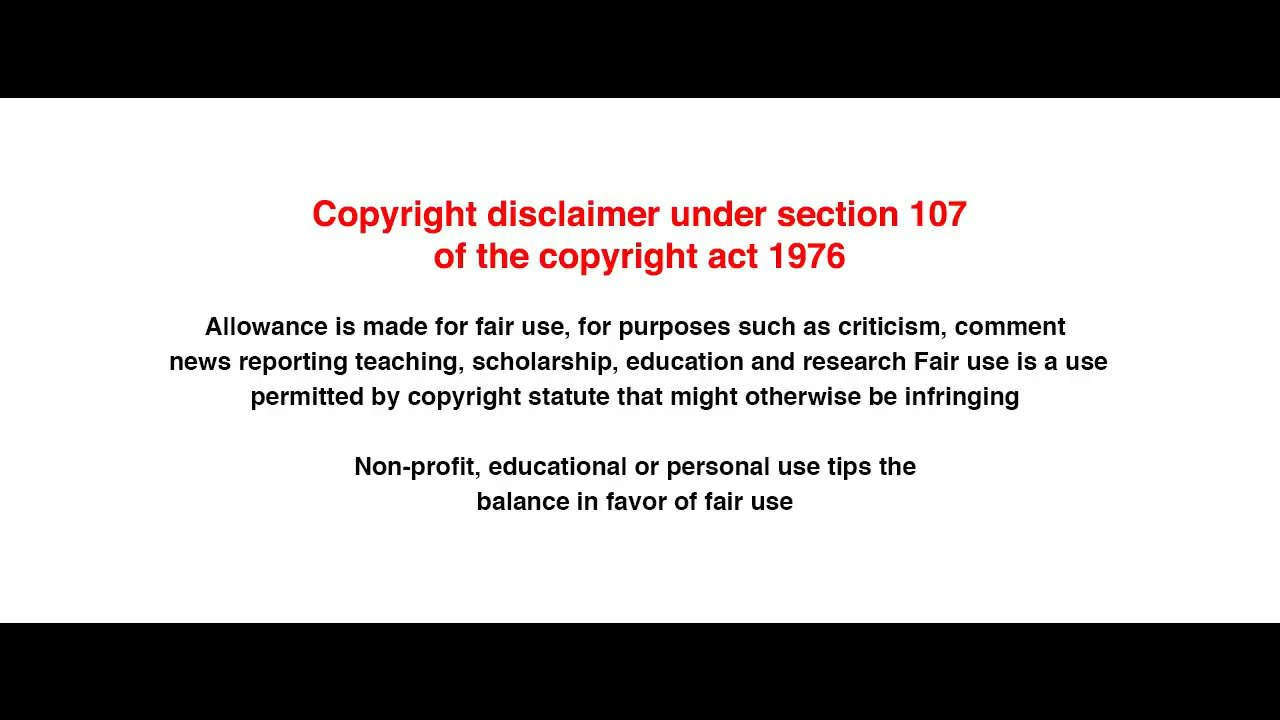 Copyright disclaimer under section 107
of the copyright act 1976
Allowance is made for fair use, for purposes such as criticism, comment
news reporting teaching, scholarship, education and research Fair use is a use
permitted by copyright statute that might otherwise be infringing
Non-profit, educational or personal use tips the
balance in favor of fair use